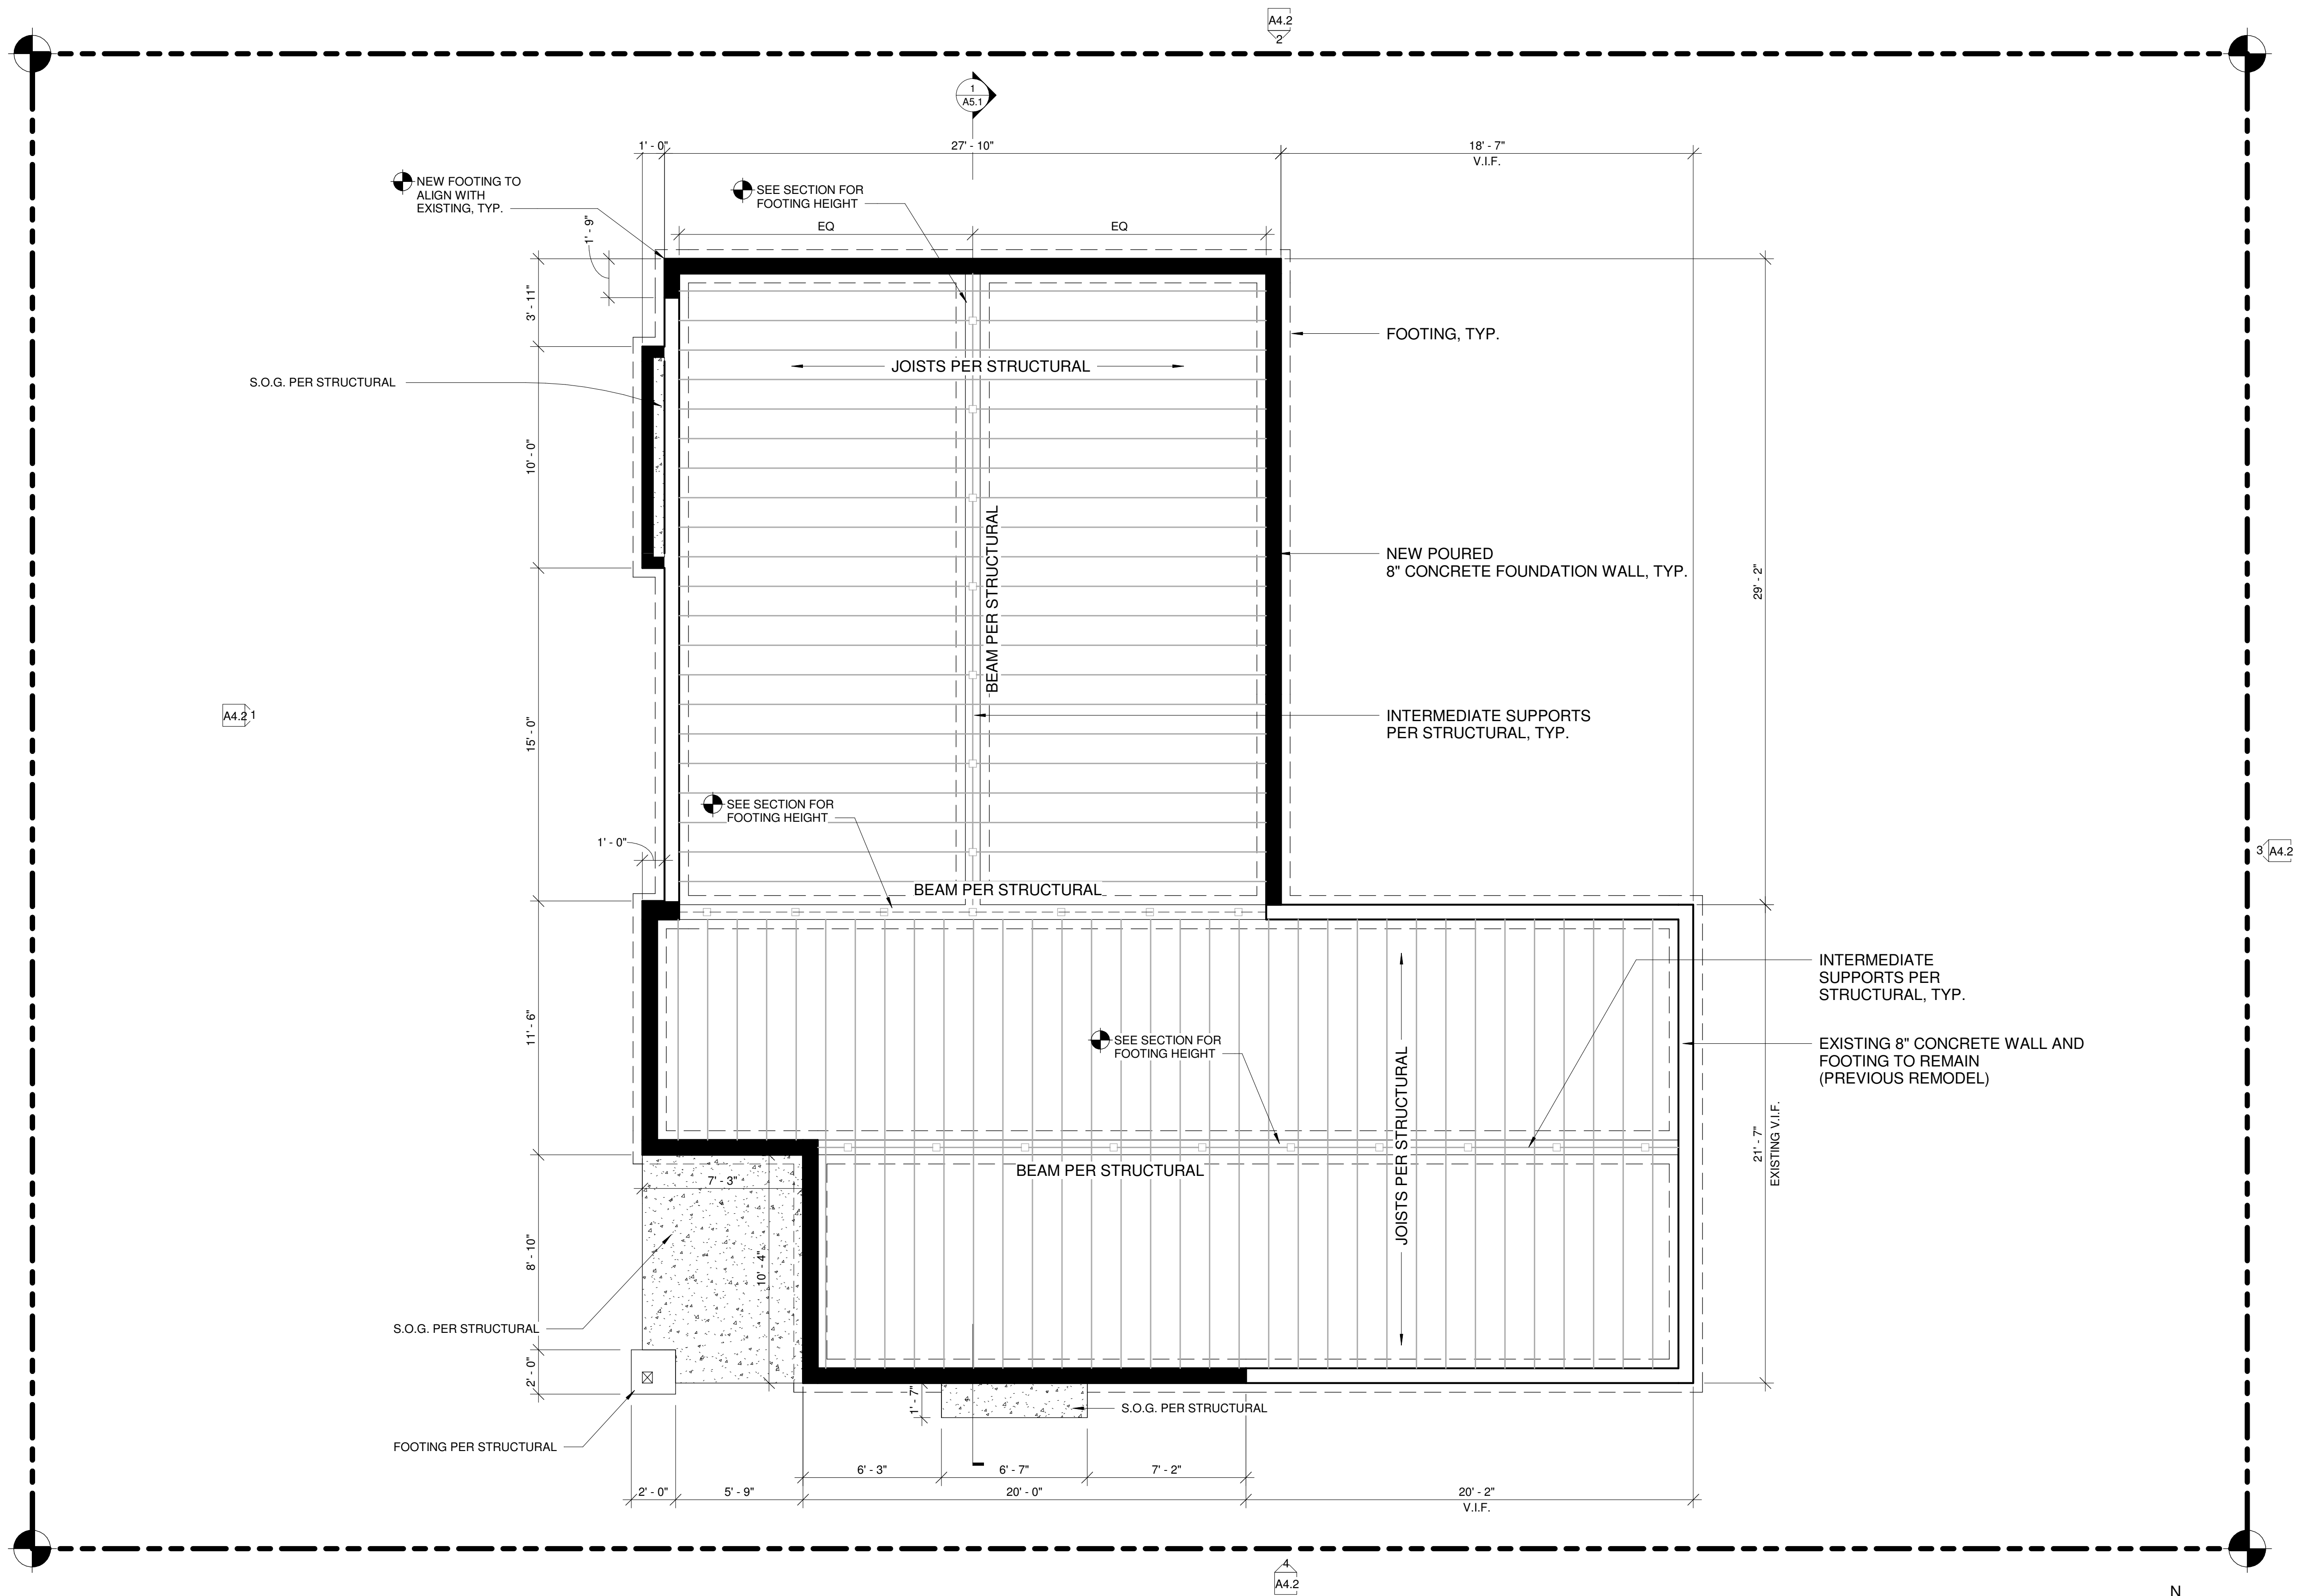 A4.2
2
1
A5.1
1' - 0"
27' - 10"
18' - 7"
V.I.F.
NEW FOOTING TO
ALIGN WITH
EXISTING, TYP.
SEE SECTION FOR
FOOTING HEIGHT
1' - 9"
EQ
EQ
3' - 11"
FOOTING, TYP.
JOISTS PER STRUCTURAL
S.O.G. PER STRUCTURAL
10' - 0"
BEAM PER STRUCTURAL
NEW POURED
8" CONCRETE FOUNDATION WALL, TYP.
29' - 2"
A4.2
1
15' - 0"
INTERMEDIATE SUPPORTS
PER STRUCTURAL, TYP.
SEE SECTION FOR
FOOTING HEIGHT
1' - 0"
3
A4.2
BEAM PER STRUCTURAL
11' - 6"
INTERMEDIATE
SUPPORTS PER
STRUCTURAL, TYP.
SEE SECTION FOR
FOOTING HEIGHT
EXISTING 8" CONCRETE WALL AND
FOOTING TO REMAIN
(PREVIOUS REMODEL)
JOISTS PER STRUCTURAL
21' - 7"
EXISTING V.I.F.
BEAM PER STRUCTURAL
7' - 3"
8' - 10"
10' - 4"
S.O.G. PER STRUCTURAL
2' - 0"
1' - 7"
S.O.G. PER STRUCTURAL
FOOTING PER STRUCTURAL
6' - 3"
6' - 7"
7' - 2"
2' - 0"
5' - 9"
20' - 0"
20' - 2"
V.I.F.
4
A4.2
N